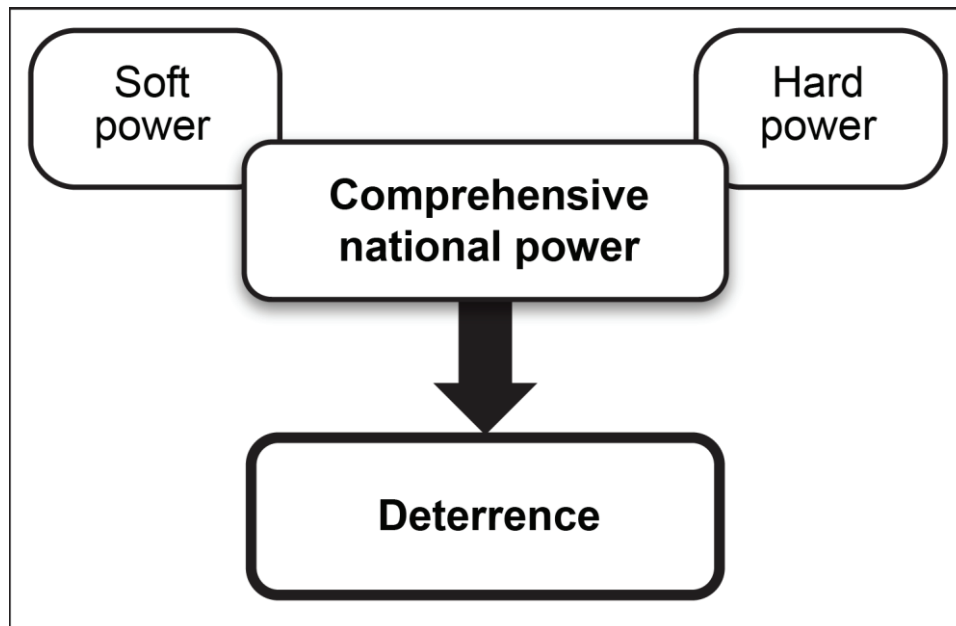 Soft
power
Hard
power
Comprehensive
national power
Deterrence